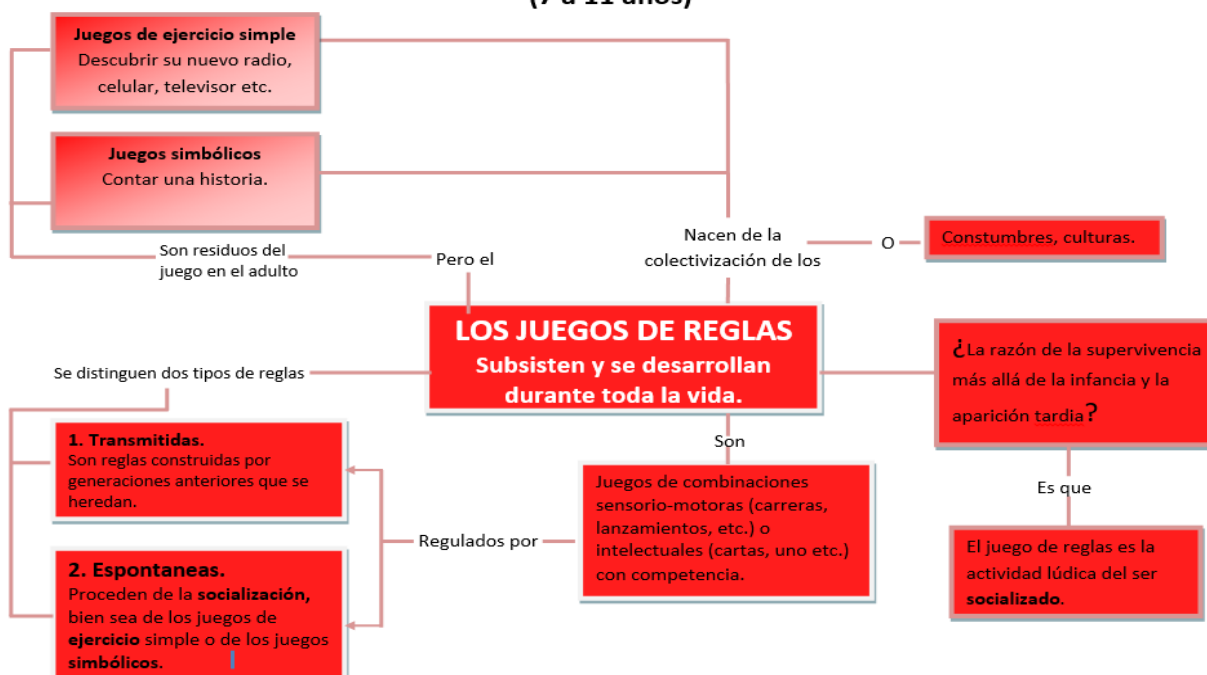 (7 a 11 años)
Juegos de ejercicio simple
Descubrir su nuevo radio,
celular, televisor etc.
Juegos simbólicos
Contar una historia.
Son residuos del
juego en el adulto
Pero el
Nacen de la
colectivización de los
O
Constumbres, culturas.
LOS JUEGOS DE REGLAS
Subsisten y se desarrollan
durante toda la vida.
¿La razón de la supervivencia
más allá de la infancia y la
aparición tardia?
Se distinguen dos tipos de reglas
1. Transmitidas.
Son reglas construidas por
generaciones anteriores que se
heredan.
Son
Juegos de combinaciones
sensorio-motoras (carreras,
lanzamientos, etc.) o
intelectuales (cartas, uno etc.)
con competencia.
Regulados por
Es que
El juego de reglas es la
actividad lúdica del ser
socializado.
2. Espontaneas.
Proceden de la socialización,
bien sea de los juegos de
ejercicio simple o de los juegos
simbólicos.